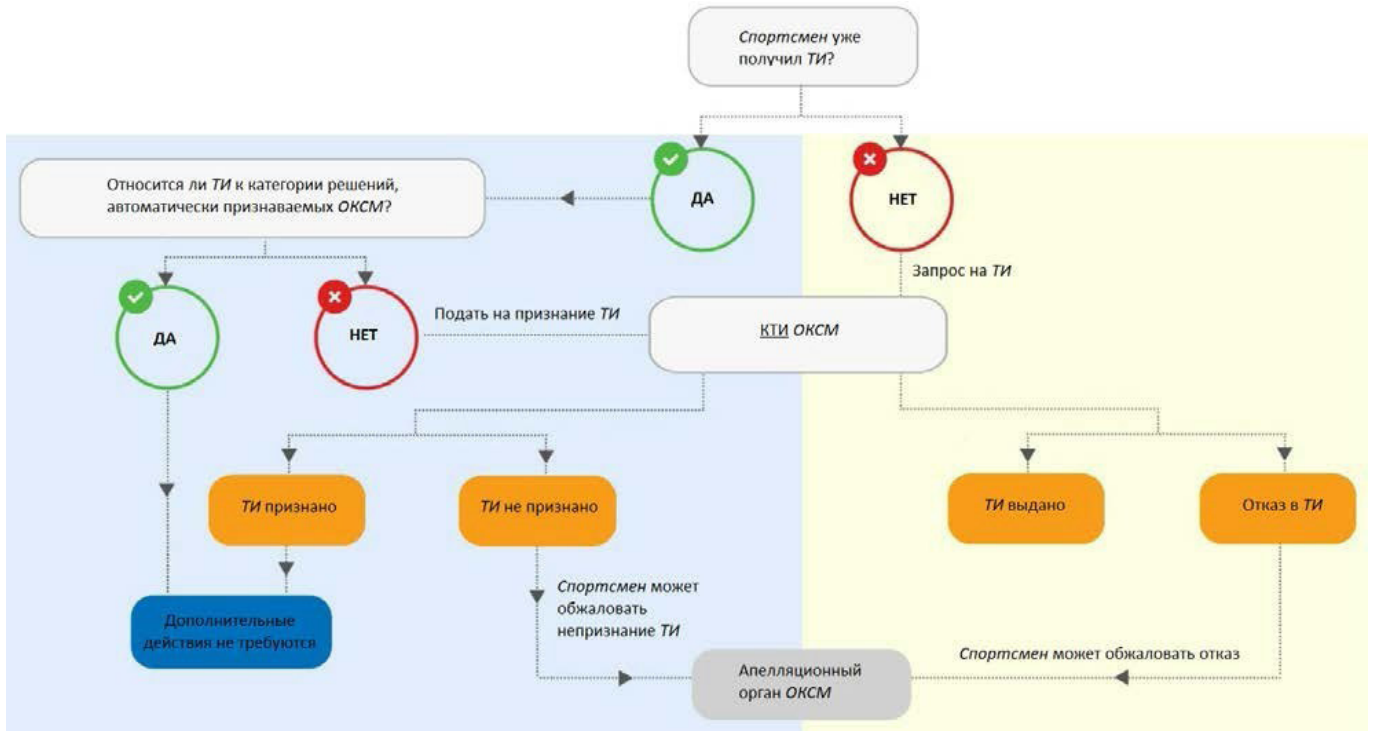 Спортсмен уже
получил ТИ?
ДА
НЕТ
Относится ли ТИ к категории решений,
автоматически признаваемых ОКСМ?
Запрос на ТИ
ДА
НЕТ
Подать на признание ТИ
КТИ ОКСМ
ТИ признано
ТИ не признано
ТИ выдано
Отказ в ТИ
Спортсмен может
обжаловать
непризнание ТИ
Дополнительные
действия не требуются
Спортсмен может обжаловать отказ
Апелляционный
орган ОКСМ